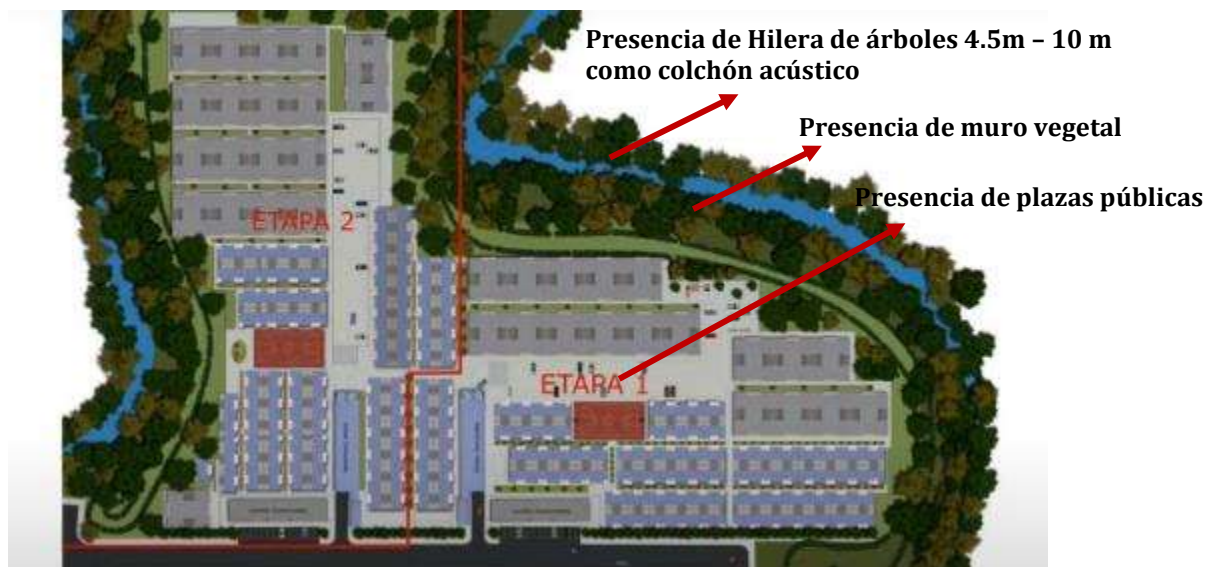 Presencia de Hilera de árboles 4.5m – 10 m
como colchón acústico
Presencia de muro vegetal
Presencia de plazas públicas
ETAPA 2
ETAPA 1